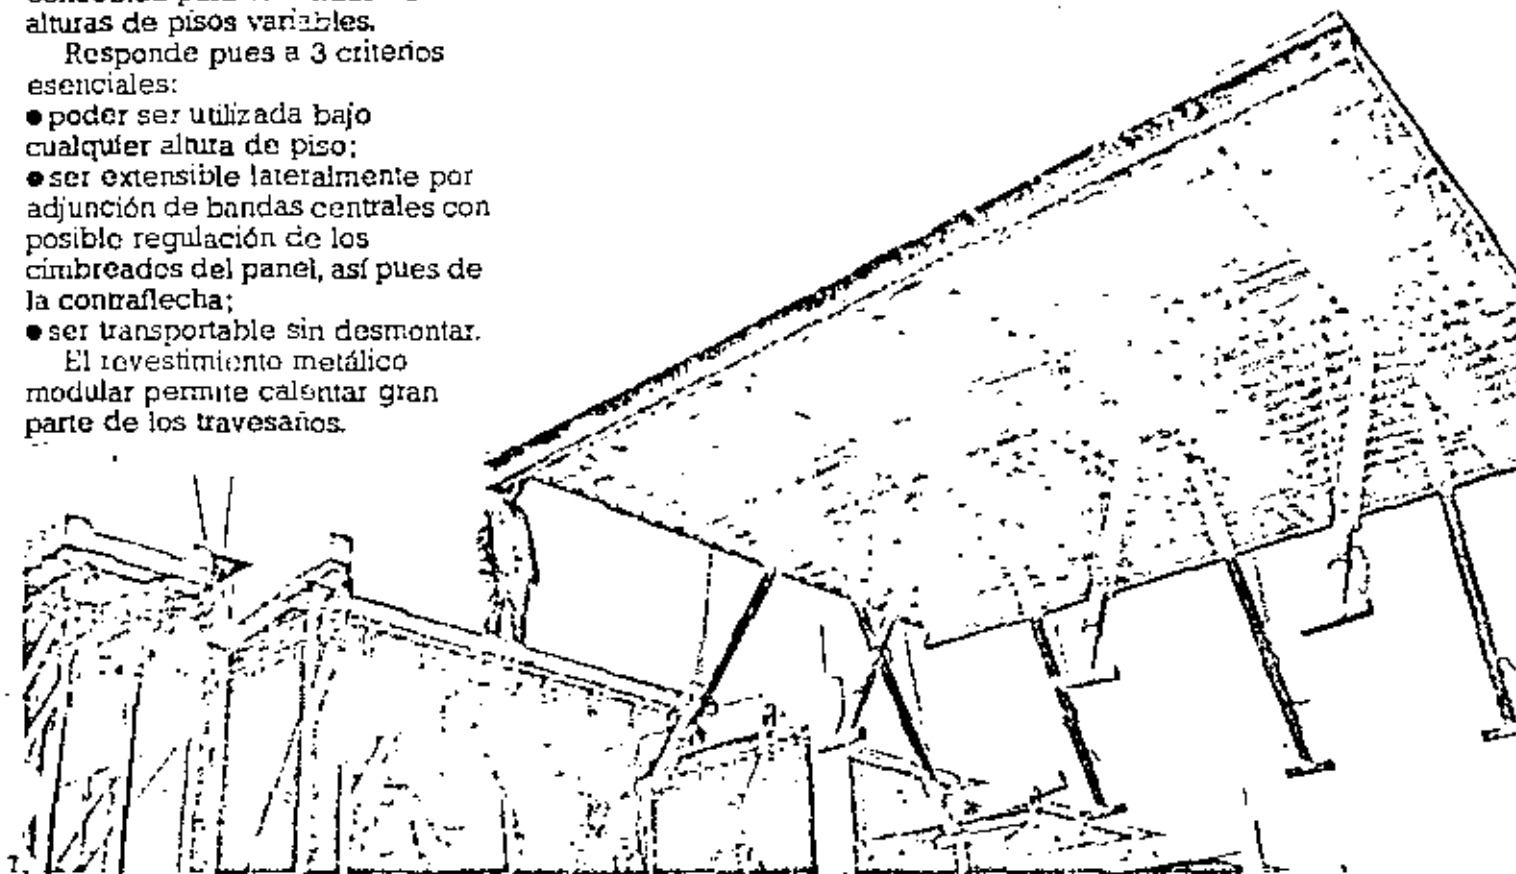 alturas de pisos variables.
Responde pues a 3 criterios
esenciales:
● poder ser utilizada bajo
cualquier altura de piso;
● ser extensible lateralmente por
adjunción de bandas centrales con
posible regulación de los
cimbreados del panel, así pues de
la contraflecha;
● ser transportable sin desmontar.
El revestimiento metálico
modular permite calentar gran
parte de los travesaños.